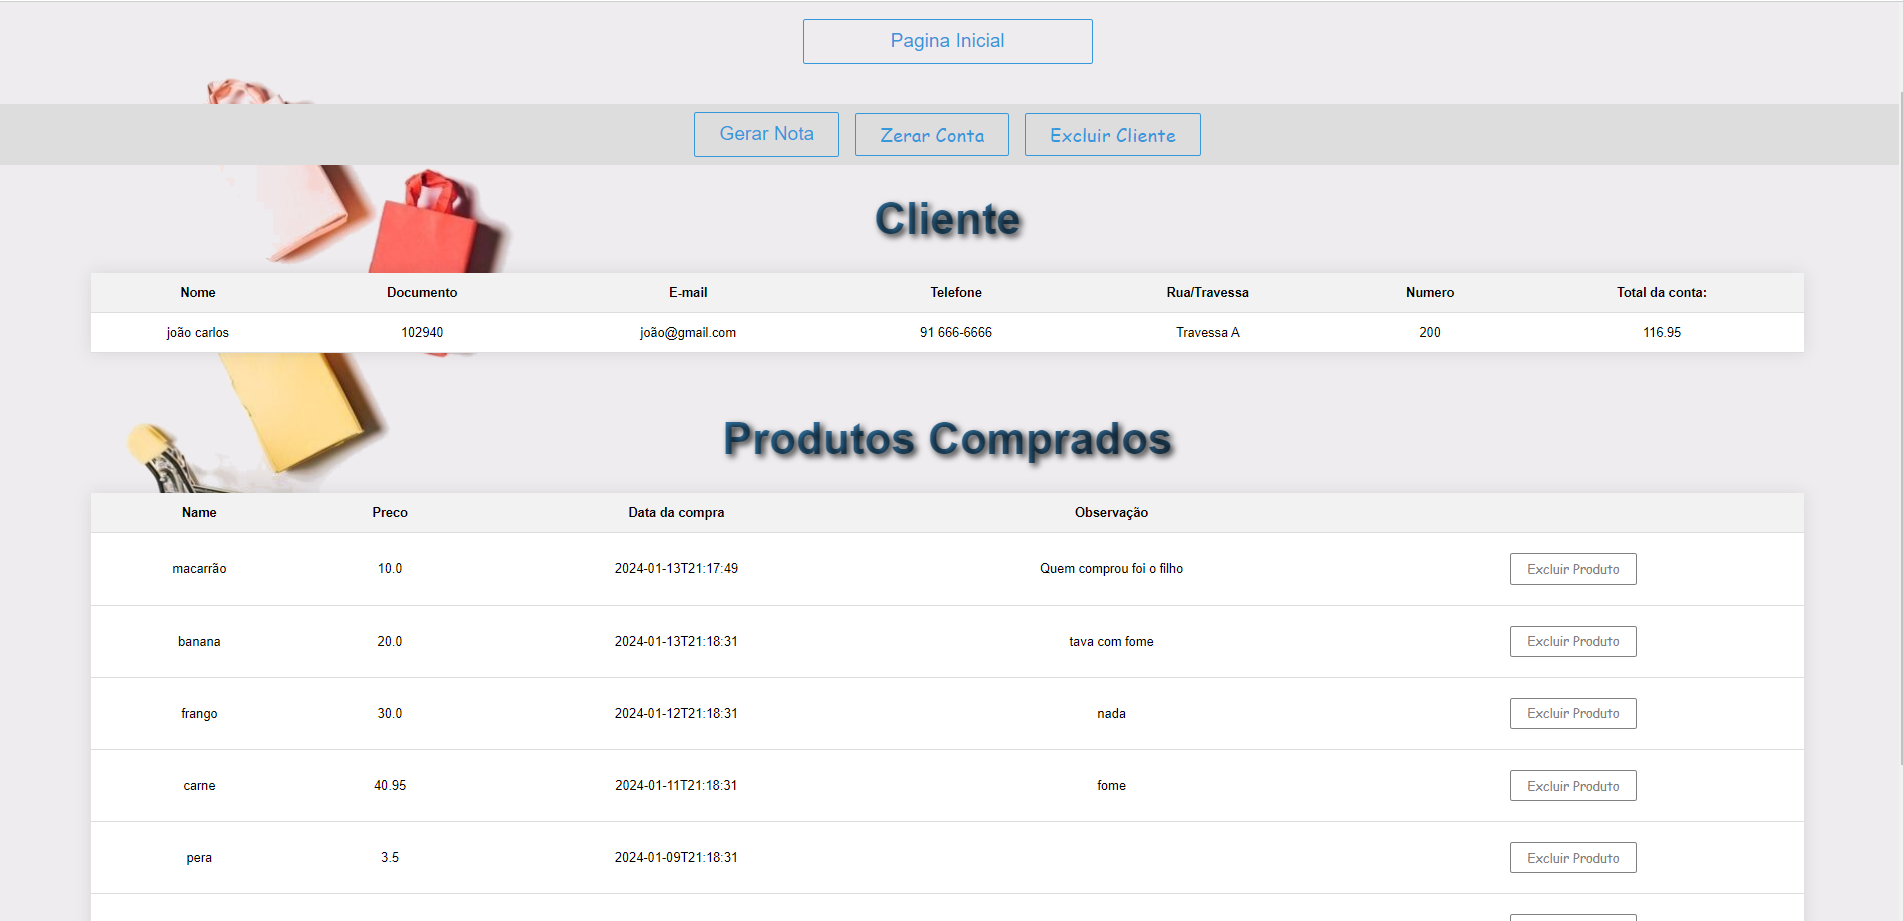 Pagina Inicial
Gerar Nota Zerar Conta Excluir Cliente
Cliente
Nome Documento E-mail Telefone Rua/Travessa Numero Total da conta:
joão carlos 102940 joão@gmail.com 91 666-6666 Travessa A 200 116.95
Produtos Comprados
Name Preco Data da compra Observação
macarrão 10.0 2024-01-13T21:17:49 Quem comprou foi o filho Excluir Produto
banana 20.0 2024-01-13T21:18:31 tava com fome Excluir Produto
frango 30.0 2024-01-12T21:18:31 nada Excluir Produto
carne 40.95 2024-01-11T21:18:31 fome Excluir Produto
pera 3.5 2024-01-09T21:18:31 Excluir Produto